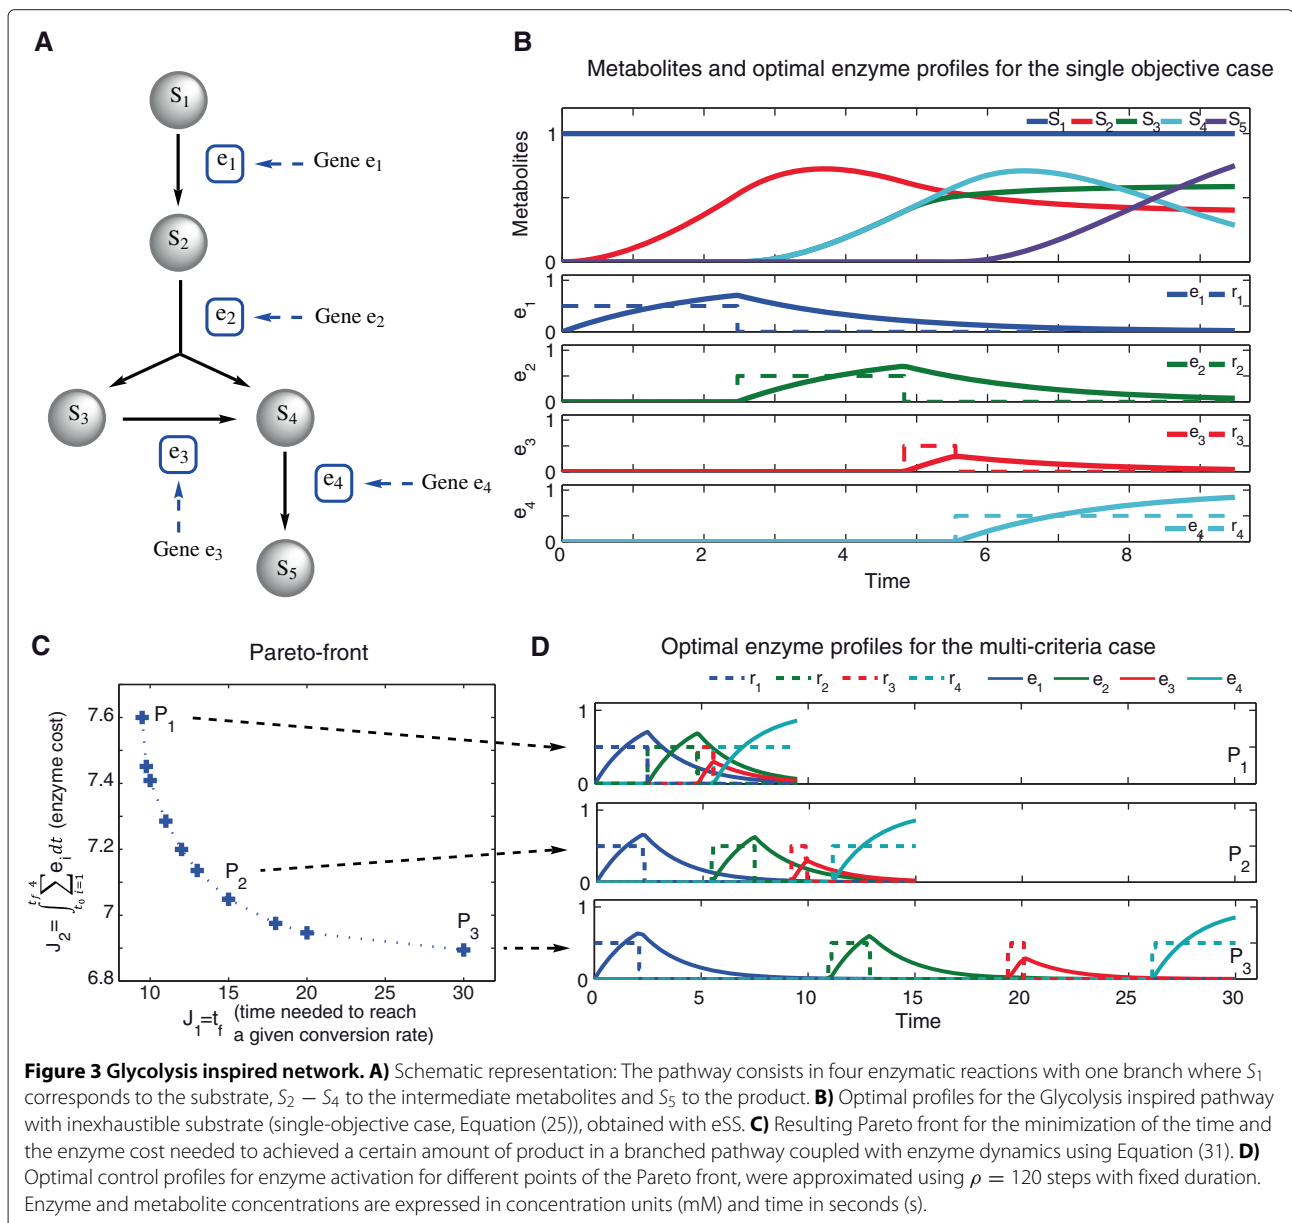 A
S1
e1
Gene e1
S2
e2
Gene e2
S3
S4
e3
e4
Gene e4
Gene e3
S5
B
Metabolites and optimal enzyme profiles for the single objective case
S1 S2 S3 S4 S5
Metabolites
1
0
e1
1
0
e1 r1
e2
1
0
e2 r2
e3
1
0
e3 r3
e4
1
0
e4 r4
0 2 4 6 8
Time
C
Pareto-front
J2= ∫t0^tf ∑i=1^4 ei dt (enzyme cost)
7.6
7.4
7.2
7
6.8
P1
P2
P3
10 15 20 25 30
J1=tf (time needed to reach
a given conversion rate)
D
Optimal enzyme profiles for the multi-criteria case
r1 r2 r3 r4 e1 e2 e3 e4
1
0
P1
1
0
P2
1
0
P3
0 5 10 15 20 25 30
Time
Figure 3 Glycolysis inspired network. A) Schematic representation: The pathway consists in four enzymatic reactions with one branch where S1
corresponds to the substrate, S2 − S4 to the intermediate metabolites and S5 to the product. B) Optimal profiles for the Glycolysis inspired pathway
with inexhaustible substrate (single-objective case, Equation (25)), obtained with eSS. C) Resulting Pareto front for the minimization of the time and
the enzyme cost needed to achieved a certain amount of product in a branched pathway coupled with enzyme dynamics using Equation (31). D)
Optimal control profiles for enzyme activation for different points of the Pareto front, were approximated using ρ = 120 steps with fixed duration.
Enzyme and metabolite concentrations are expressed in concentration units (mM) and time in seconds (s).